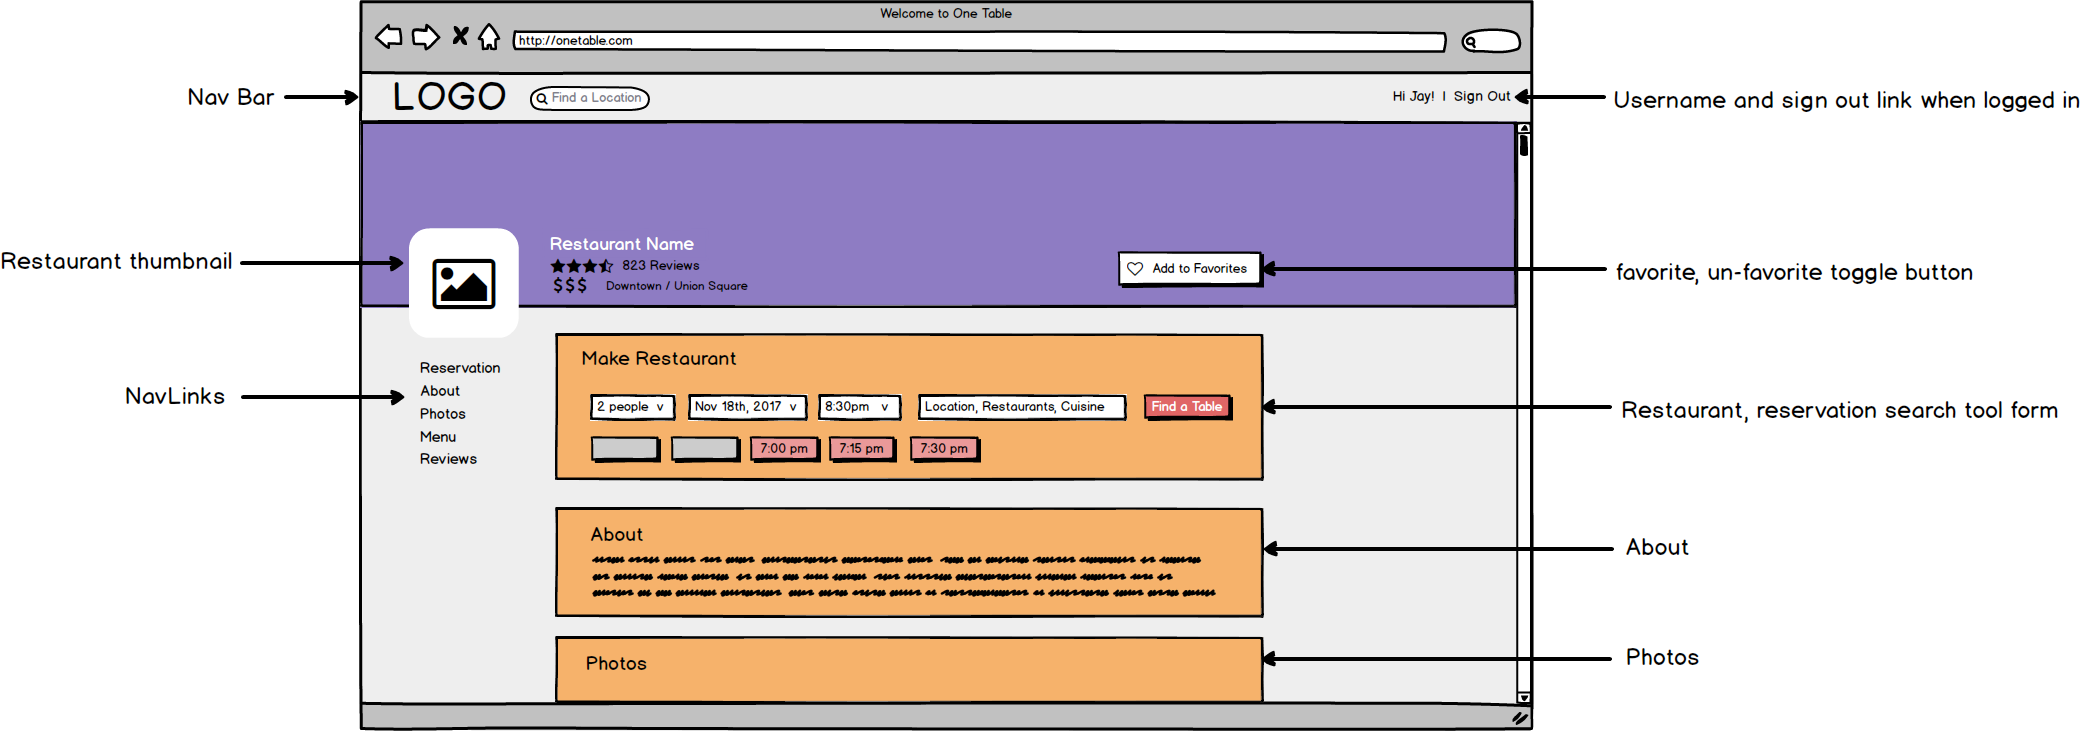 Welcome to One Table
http://onetable.com
Nav Bar
LOGO
Find a Location
Hi Jay! | Sign Out
Username and sign out link when logged in
Restaurant thumbnail
Restaurant Name
823 Reviews
$$$ Downtown / Union Square
Add to Favorites
favorite, un-favorite toggle button
NavLinks
Reservation
About
Photos
Menu
Reviews
Make Restaurant
2 people v
Nov 18th, 2017 v
8:30pm v
Location, Restaurants, Cuisine
Find a Table
7:00 pm
7:15 pm
7:30 pm
Restaurant, reservation search tool form
About
About
Photos
Photos